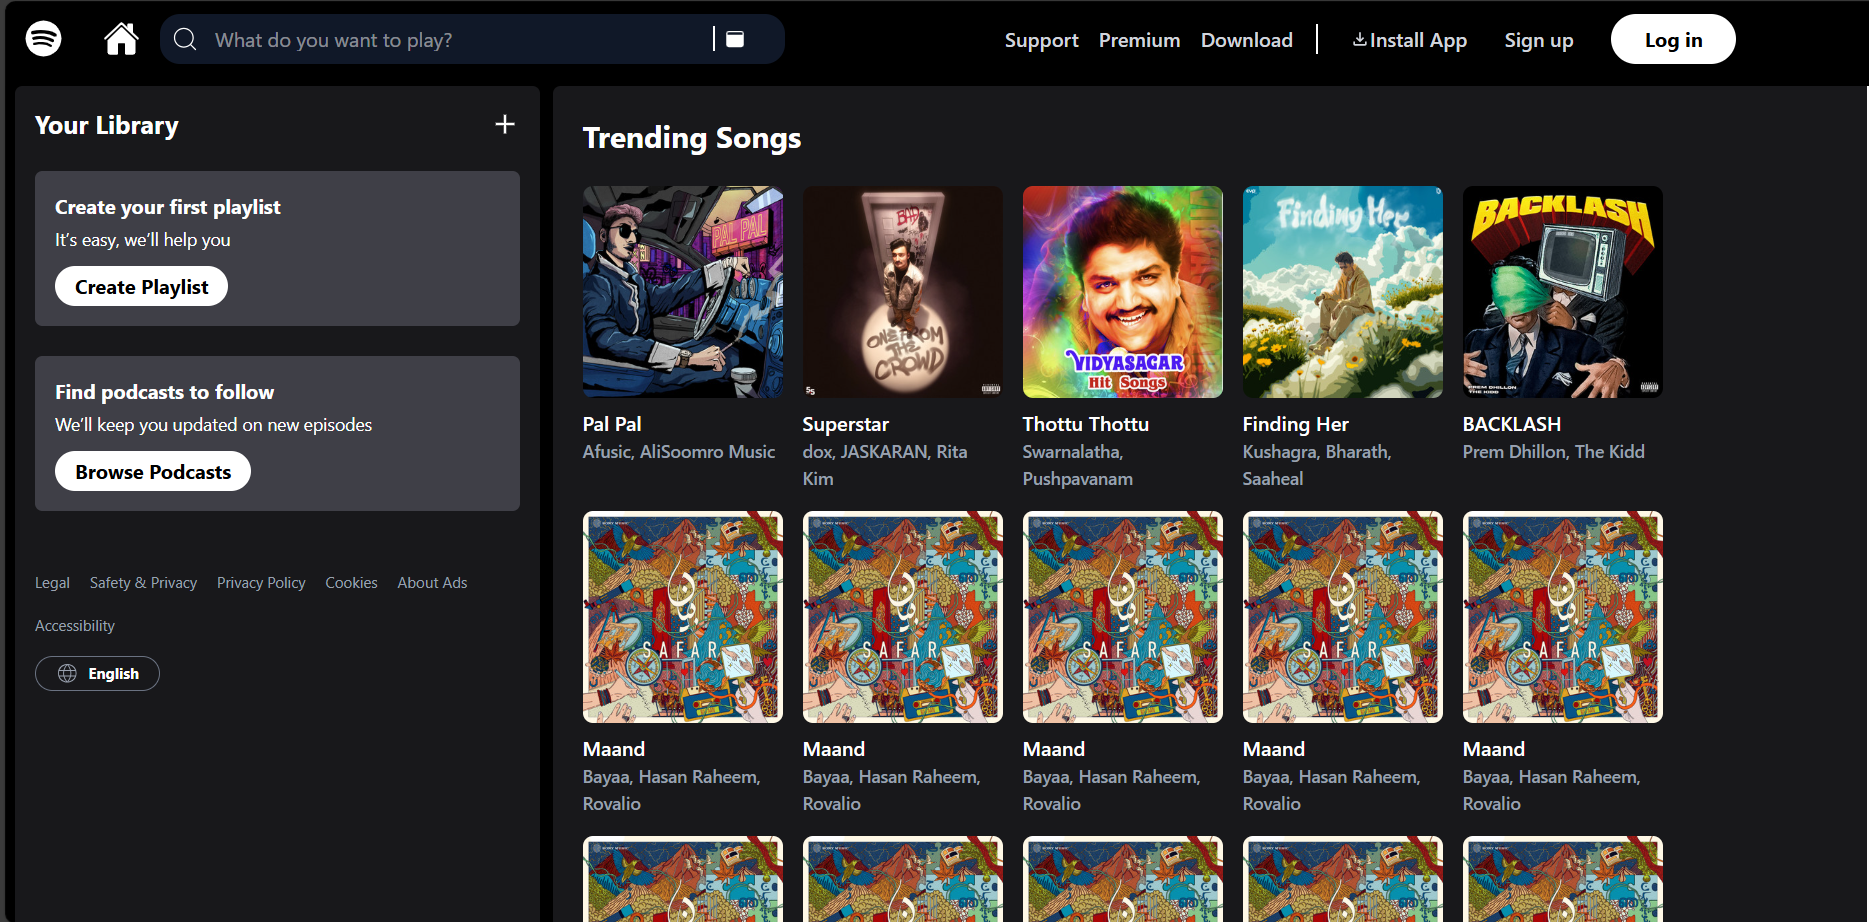 What do you want to play?
Support Premium Download Install App Sign up Log in
Your Library
Create your first playlist
It's easy, we'll help you
Create Playlist
Find podcasts to follow
We'll keep you updated on new episodes
Browse Podcasts
Legal Safety & Privacy Privacy Policy Cookies About Ads
Accessibility
English
Trending Songs
PAL PAL
BAD
ONE FROM
THE
CROWD
VIDYASAGAR
Hit Songs
Finding Her
BACKLASH
PREM DHILLON
THE KIDD
Pal Pal
Afusic, AliSoomro Music
Superstar
dox, JASKARAN, Rita
Kim
Thottu Thottu
Swarnalatha,
Pushpavanam
Finding Her
Kushagra, Bharath,
Saaheal
BACKLASH
Prem Dhillon, The Kidd
SAFAR
SAFAR
SAFAR
SAFAR
SAFAR
Maand
Bayaa, Hasan Raheem,
Rovalio
Maand
Bayaa, Hasan Raheem,
Rovalio
Maand
Bayaa, Hasan Raheem,
Rovalio
Maand
Bayaa, Hasan Raheem,
Rovalio
Maand
Bayaa, Hasan Raheem,
Rovalio